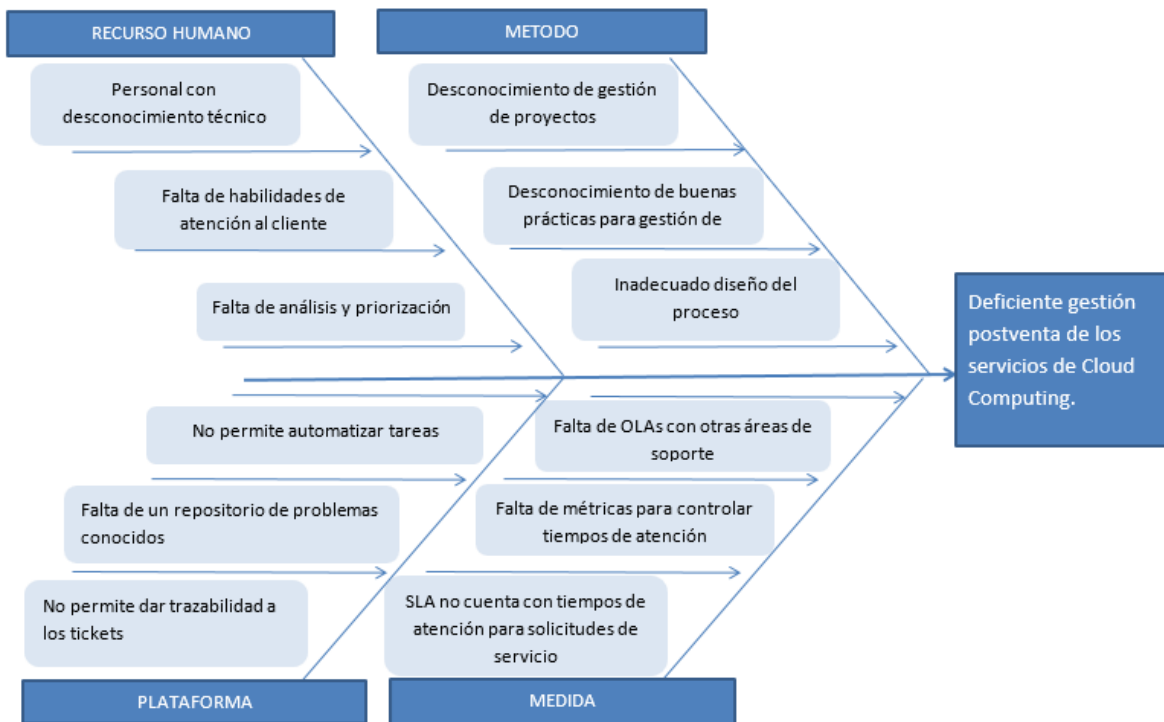 RECURSO HUMANO
METODO
Personal con
desconocimiento técnico
Desconocimiento de gestión
de proyectos
Falta de habilidades de
atención al cliente
Desconocimiento de buenas
prácticas para gestión de
Falta de análisis y priorización
Inadecuado diseño del
proceso
Deficiente gestión
postventa de los
servicios de Cloud
Computing.
No permite automatizar tareas
Falta de OLAs con otras áreas de
soporte
Falta de un repositorio de problemas
conocidos
Falta de métricas para controlar
tiempos de atención
No permite dar trazabilidad a
los tickets
SLA no cuenta con tiempos de
atención para solicitudes de
servicio
PLATAFORMA
MEDIDA